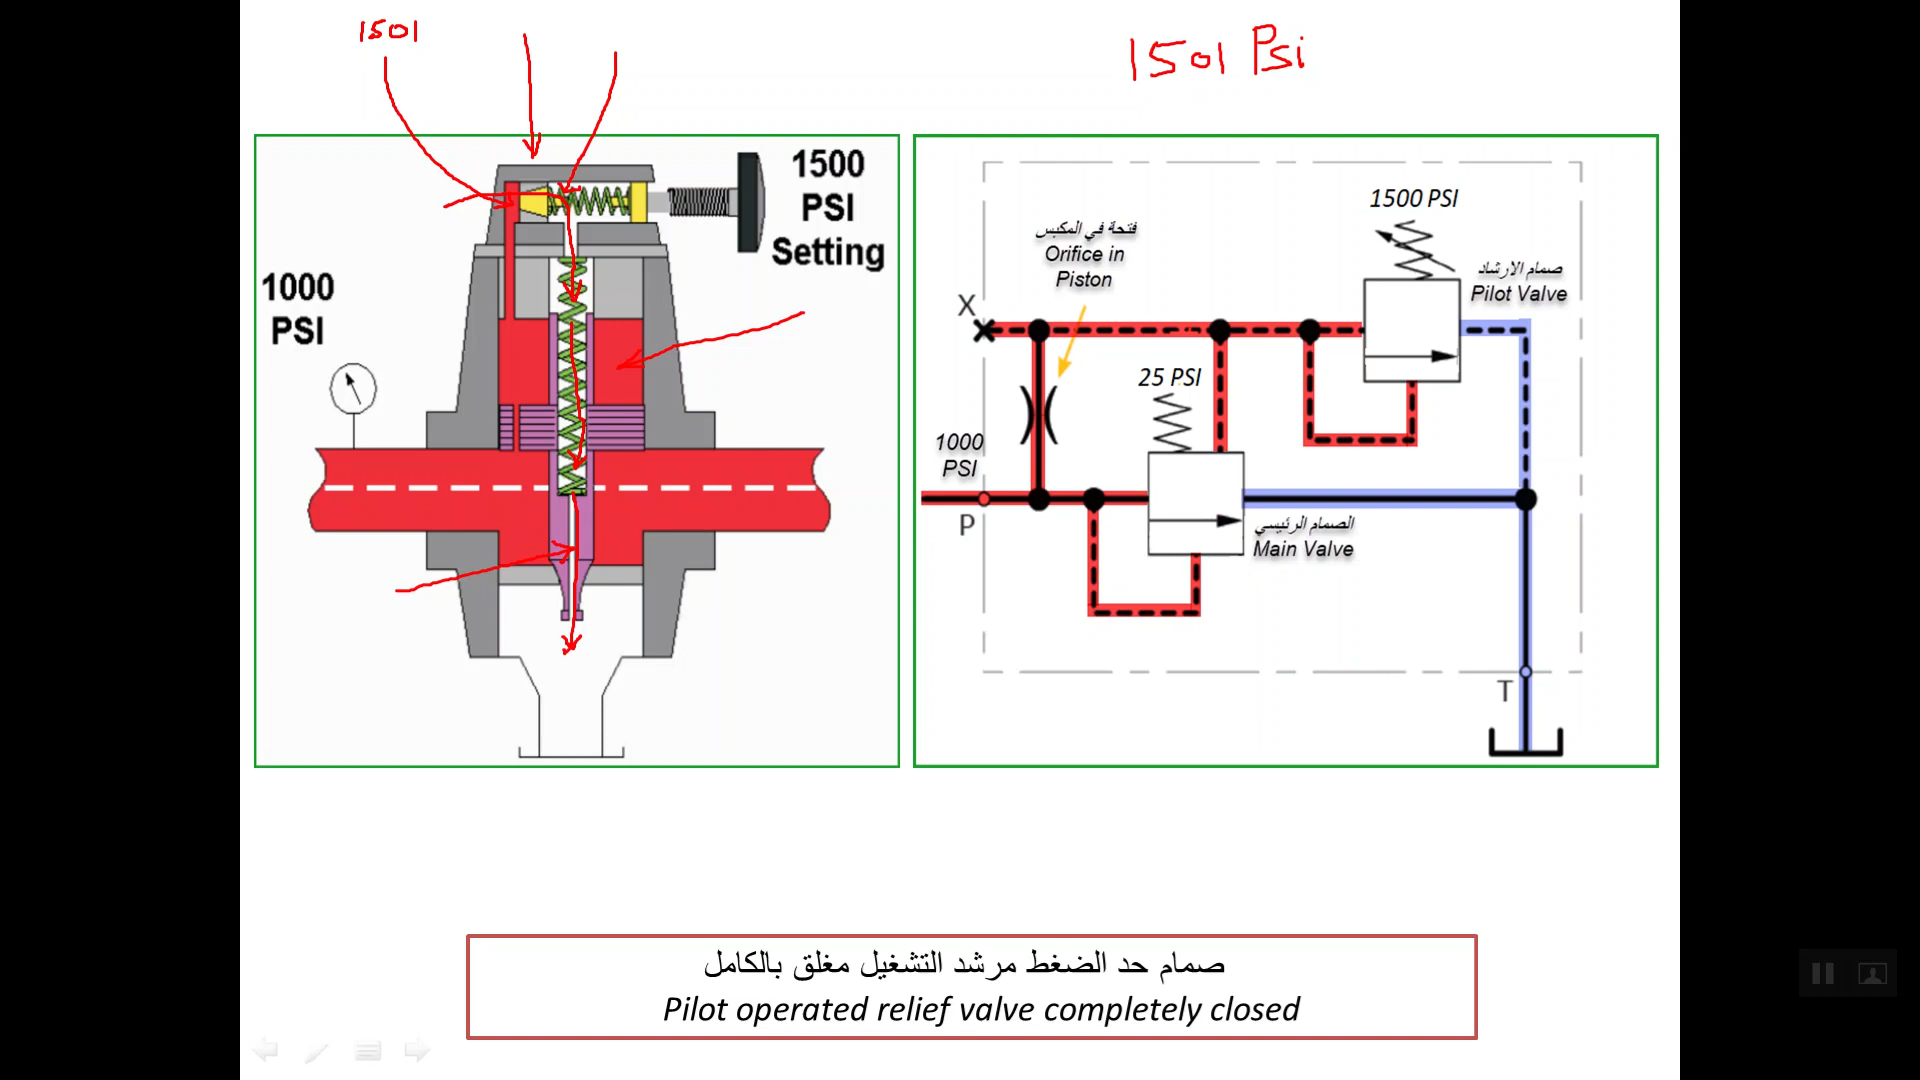 1501
1501 Psi
1500
PSI
Setting
1000
PSI
1500 PSI
فتحة في المكبس
Orifice in
Piston
صمام الارشاد
Pilot Valve
X
25 PSI
1000
PSI
P
الصمام الرئيسي
Main Valve
T
صمام حد الضغط مرشد التشغيل مغلق بالكامل
Pilot operated relief valve completely closed